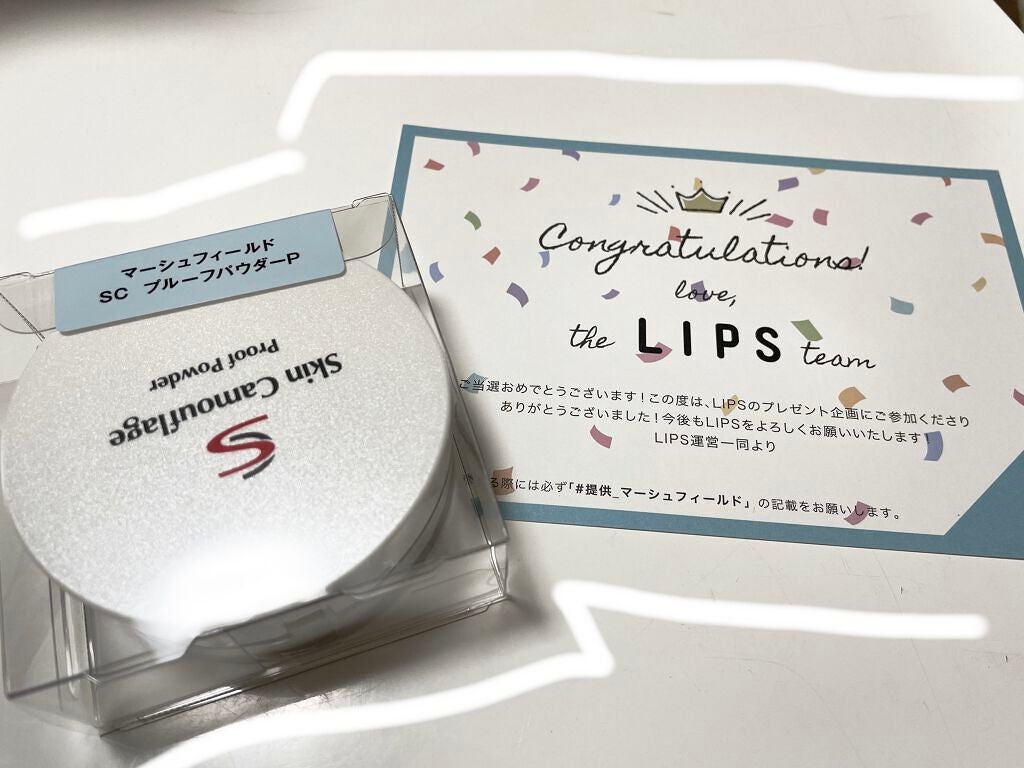 マーシュフィールド
SC プルーフパウダーP
Skin Camouflage
Proof Powder
Congratulations!
love,
the LIPS team
ご当選おめでとうございます!この度は、LIPSのプレゼント企画にご参加くださり
ありがとうございました!今後もLIPSをよろしくお願いいたします!
LIPS運営一同より
る際には必ず「#提供_マーシュフィールド」の記載をお願いします。